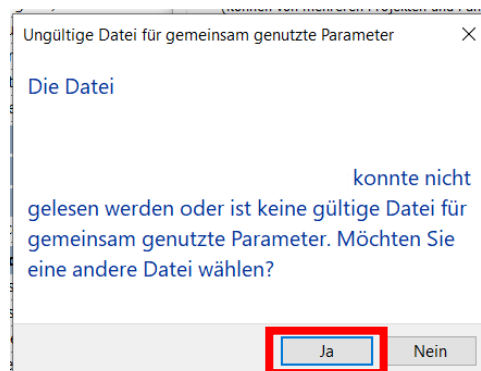 Ungültige Datei für gemeinsam genutzte Parameter
Die Datei
konnte nicht
gelesen werden oder ist keine gültige Datei für
gemeinsam genutzte Parameter. Möchten Sie
eine andere Datei wählen?
Ja
Nein